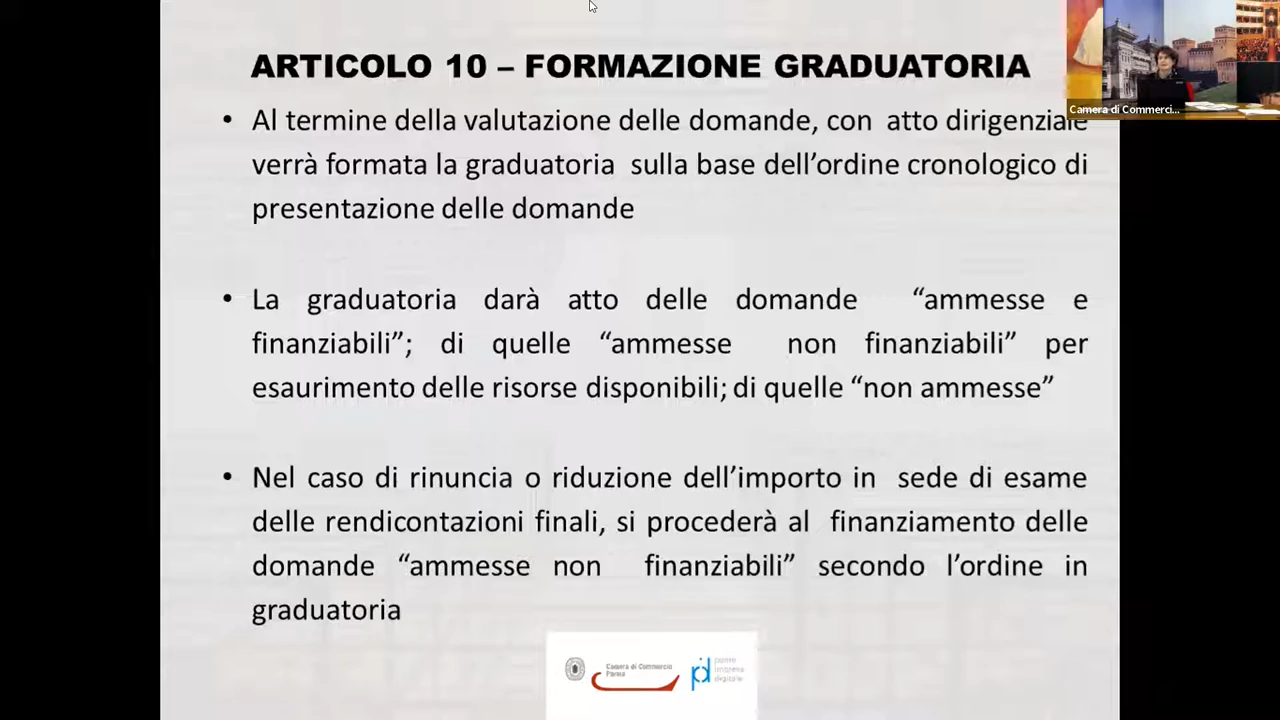 ARTICOLO 10 – FORMAZIONE GRADUATORIA
• Al termine della valutazione delle domande, con atto dirigenziale
verrà formata la graduatoria sulla base dell’ordine cronologico di
presentazione delle domande
• La graduatoria darà atto delle domande “ammesse e
finanziabili”; di quelle “ammesse non finanziabili” per
esaurimento delle risorse disponibili; di quelle “non ammesse”
• Nel caso di rinuncia o riduzione dell’importo in sede di esame
delle rendicontazioni finali, si procederà al finanziamento delle
domande “ammesse non finanziabili” secondo l’ordine in
graduatoria
Camera di Commerci...
Camera di Commercio
Parma
pid
punto
impresa
digitale